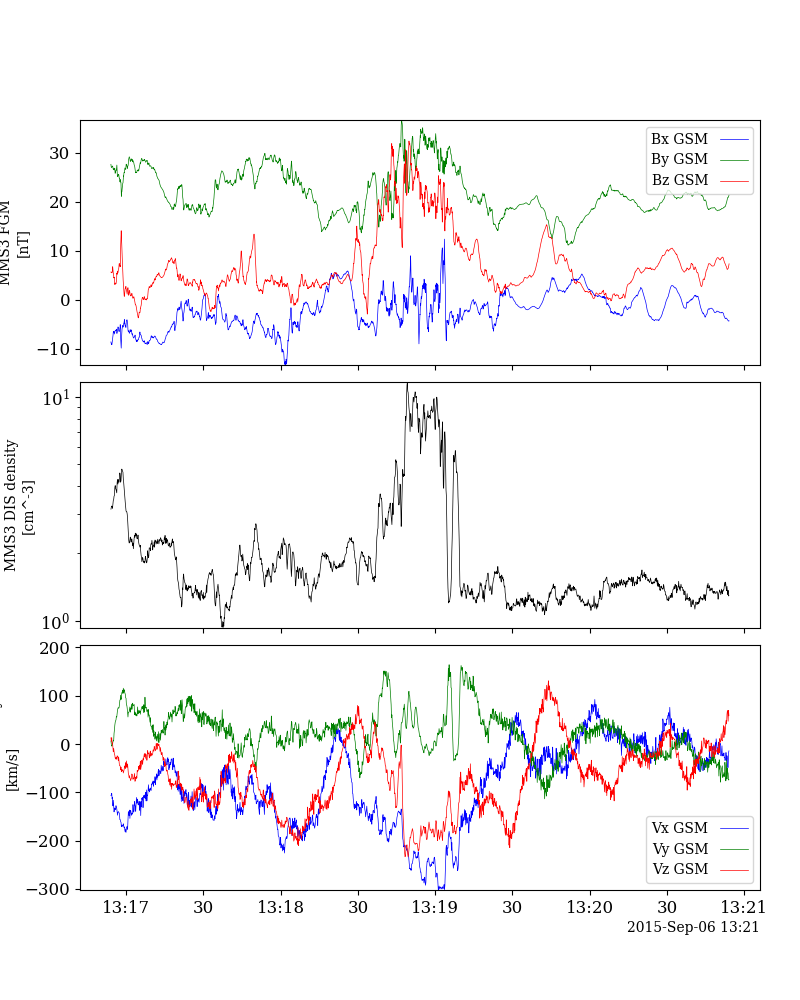 MMS3 FGM
[nT]
30
20
10
0
−10
Bx GSM
By GSM
Bz GSM
MMS3 DIS density
[cm^-3]
10^1
10^0
[km/s]
200
100
0
−100
−200
−300
Vx GSM
Vy GSM
Vz GSM
13:17 30 13:18 30 13:19 30 13:20 30 13:21
2015-Sep-06 13:21